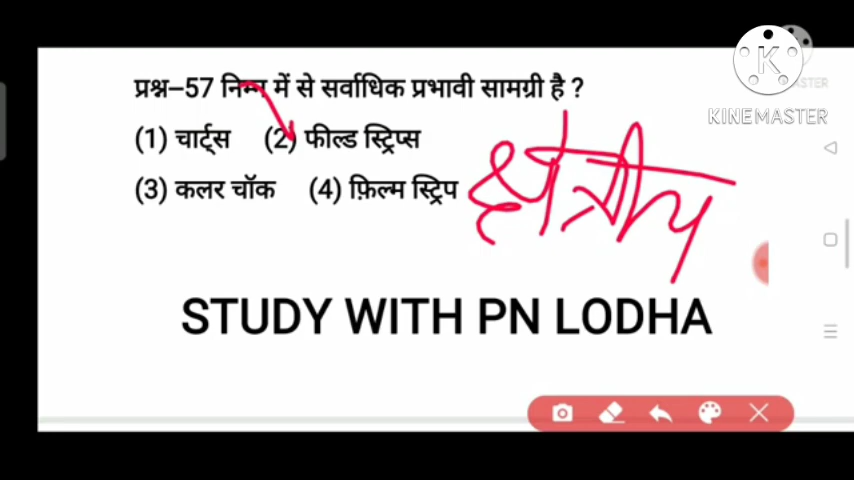 KINEMASTER
प्रश्न–57 निम्न में से सर्वाधिक प्रभावी सामग्री है ?
(1) चार्ट्स (2) फील्ड स्ट्रिप्स
(3) कलर चॉक (4) फ़िल्म स्ट्रिप
क्षेत्रीय
STUDY WITH PN LODHA